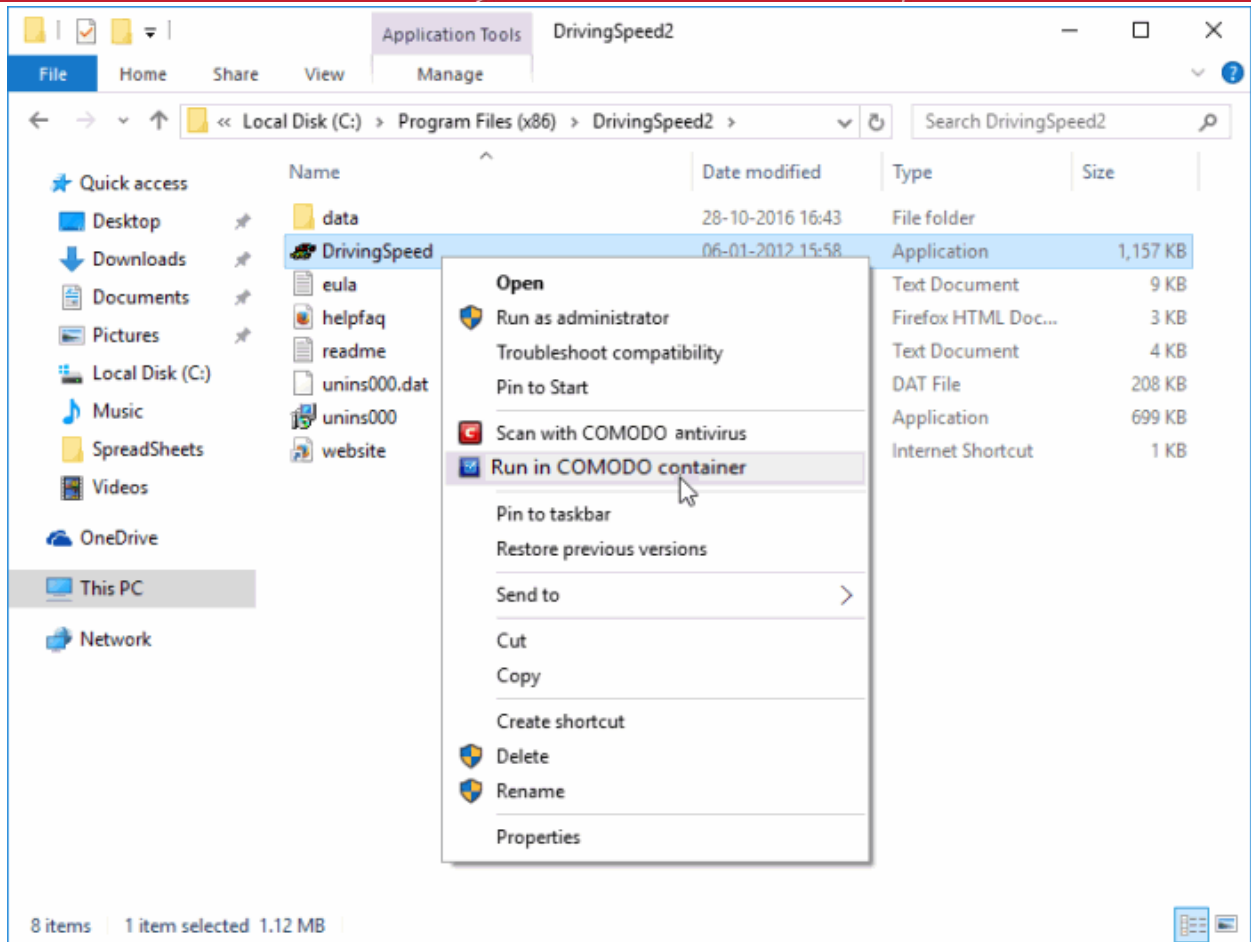 Application Tools DrivingSpeed2
File Home Share View Manage
« Local Disk (C:) > Program Files (x86) > DrivingSpeed2 > Search DrivingSpeed2
Name Date modified Type Size
Quick access
Desktop
Downloads
Documents
Pictures
Local Disk (C:)
Music
SpreadSheets
Videos
OneDrive
This PC
Network
data 28-10-2016 16:43 File folder
DrivingSpeed 06-01-2012 15:58 Application 1,157 KB
eula Text Document 9 KB
helpfaq Firefox HTML Doc... 3 KB
readme Text Document 4 KB
unins000.dat DAT File 208 KB
unins000 Application 699 KB
website Internet Shortcut 1 KB
Open
Run as administrator
Troubleshoot compatibility
Pin to Start
Scan with COMODO antivirus
Run in COMODO container
Pin to taskbar
Restore previous versions
Send to
Cut
Copy
Create shortcut
Delete
Rename
Properties
8 items 1 item selected 1.12 MB